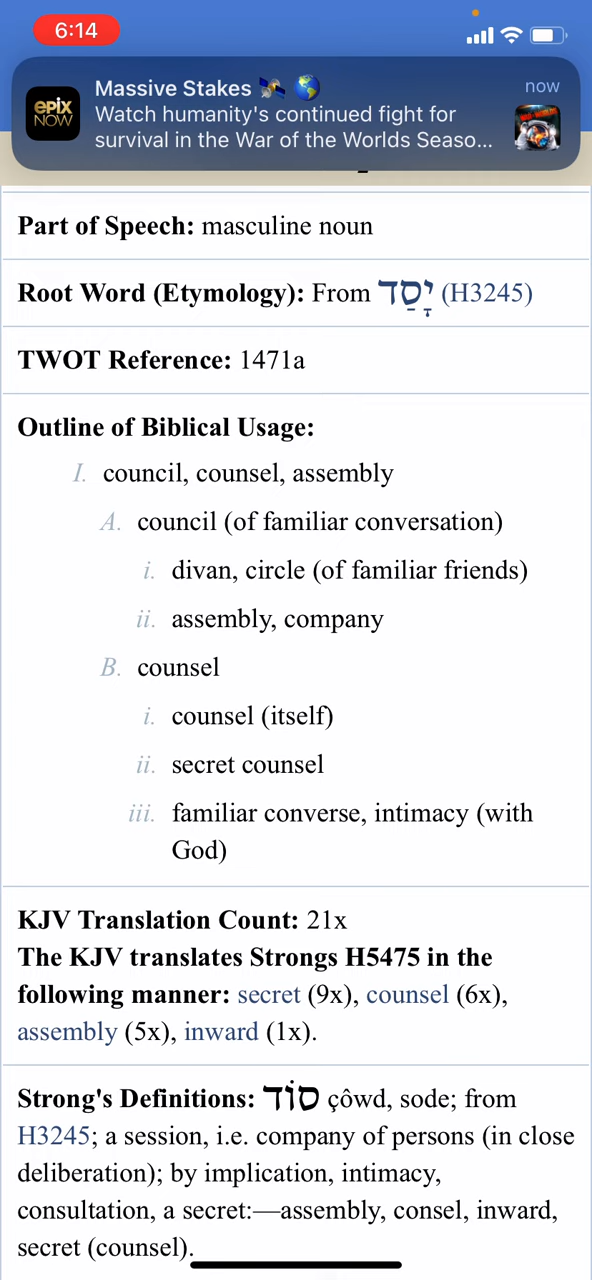 6:14
Massive Stakes 🛰️ 🌎
now
epix
NOW
Watch humanity's continued fight for
survival in the War of the Worlds Seaso...
Part of Speech: masculine noun
Root Word (Etymology): From יָסַד (H3245)
TWOT Reference: 1471a
Outline of Biblical Usage:
I. council, counsel, assembly
A. council (of familiar conversation)
i. divan, circle (of familiar friends)
ii. assembly, company
B. counsel
i. counsel (itself)
ii. secret counsel
iii. familiar converse, intimacy (with
God)
KJV Translation Count: 21x
The KJV translates Strongs H5475 in the
following manner: secret (9x), counsel (6x),
assembly (5x), inward (1x).
Strong's Definitions: סוֹד çôwd, sode; from
H3245; a session, i.e. company of persons (in close
deliberation); by implication, intimacy,
consultation, a secret:—assembly, consel, inward,
secret (counsel).